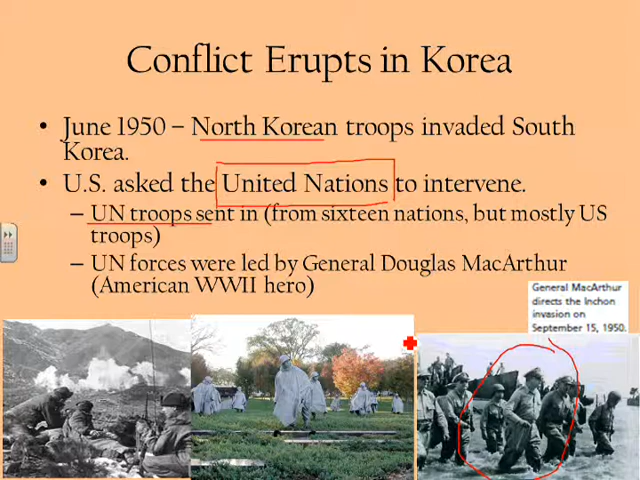 Conflict Erupts in Korea
• June 1950 – North Korean troops invaded South
Korea.
• U.S. asked the United Nations to intervene.
– UN troops sent in (from sixteen nations, but mostly US
troops)
– UN forces were led by General Douglas MacArthur
(American WWII hero)
General MacArthur
directs the Inchon
invasion on
September 15, 1950.